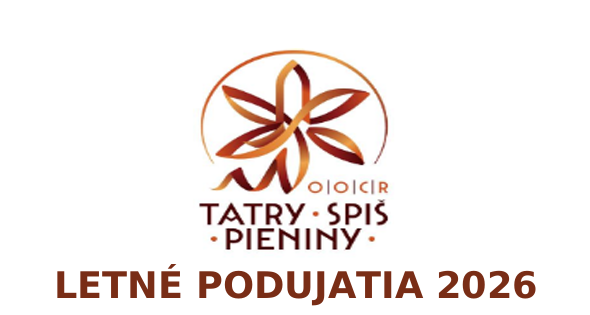 O|O|C|R
TATRY · SPIŠ
· PIENINY ·
LETNÉ PODUJATIA 2026